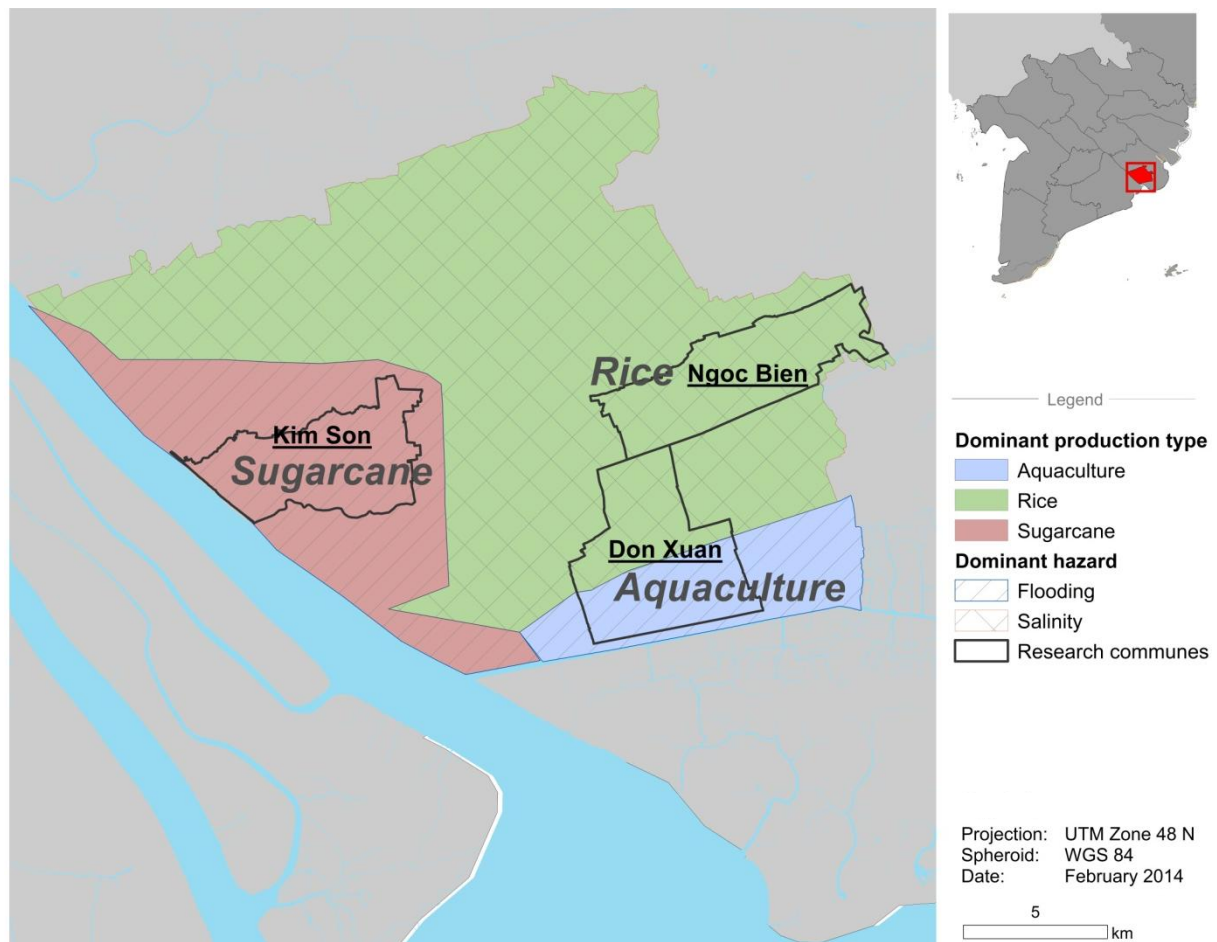 Rice
Ngoc Bien
Kim Son
Sugarcane
Don Xuan
Aquaculture
Legend
Dominant production type
Aquaculture
Rice
Sugarcane
Dominant hazard
Flooding
Salinity
Research communes
Projection: UTM Zone 48 N
Spheroid: WGS 84
Date: February 2014
5
km